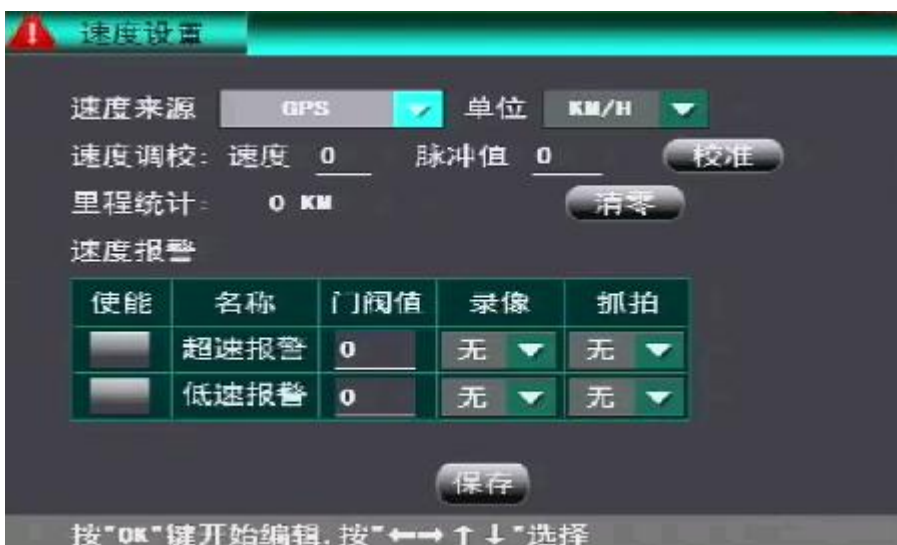 速度设置
速度来源 GPS 单位 KM/H
速度调校: 速度 0 脉冲值 0 校准
里程统计: 0 KM 清零
速度报警
使能 名称 门阀值 录像 抓拍
超速报警 0 无 无
低速报警 0 无 无
保存
按"OK"键开始编辑.按"←→↑↓"选择